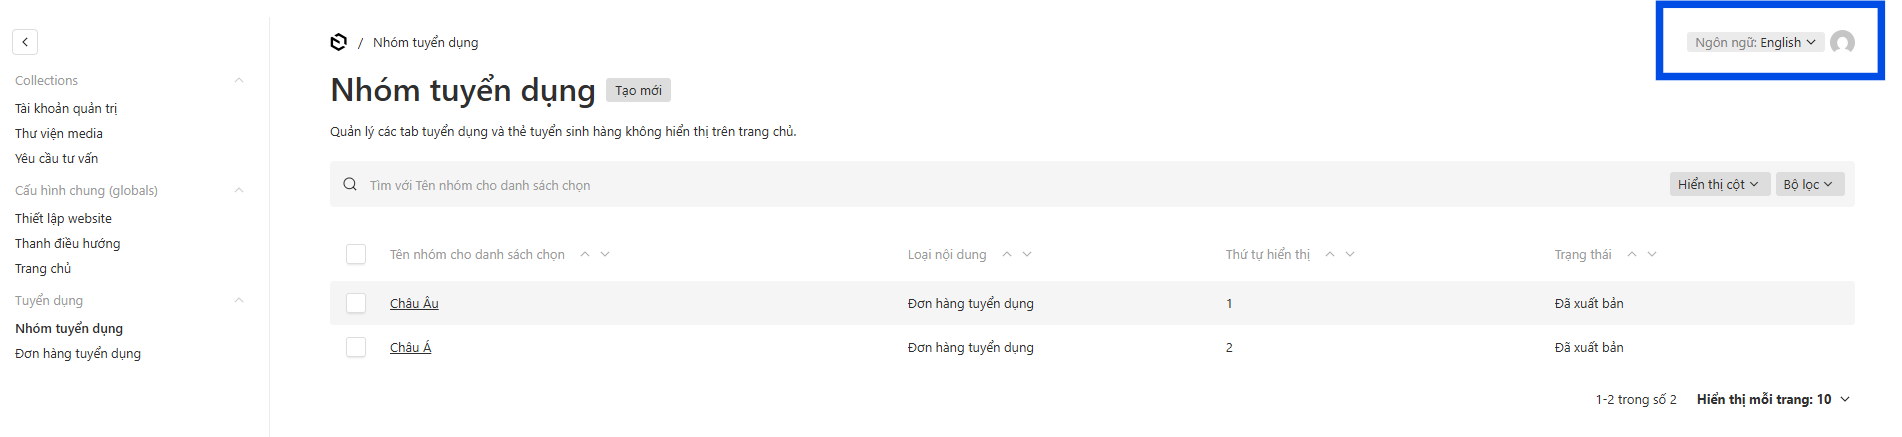 / Nhóm tuyển dụng
Ngôn ngữ: English
Collections
Tài khoản quản trị
Thư viện media
Yêu cầu tư vấn
Cấu hình chung (globals)
Thiết lập website
Thanh điều hướng
Trang chủ
Tuyển dụng
Nhóm tuyển dụng
Đơn hàng tuyển dụng
Nhóm tuyển dụng Tạo mới
Quản lý các tab tuyển dụng và thẻ tuyển sinh hàng không hiển thị trên trang chủ.
Tìm với Tên nhóm cho danh sách chọn Hiển thị cột Bộ lọc
Tên nhóm cho danh sách chọn Loại nội dung Thứ tự hiển thị Trạng thái
Châu Âu Đơn hàng tuyển dụng 1 Đã xuất bản
Châu Á Đơn hàng tuyển dụng 2 Đã xuất bản
1-2 trong số 2 Hiển thị mỗi trang: 10